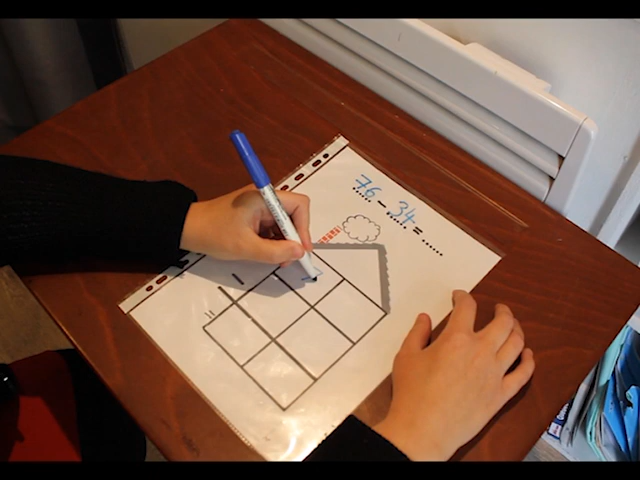 76 - 34 = ......
H